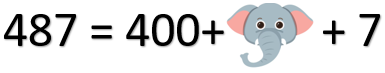 487 = 400+ + 7